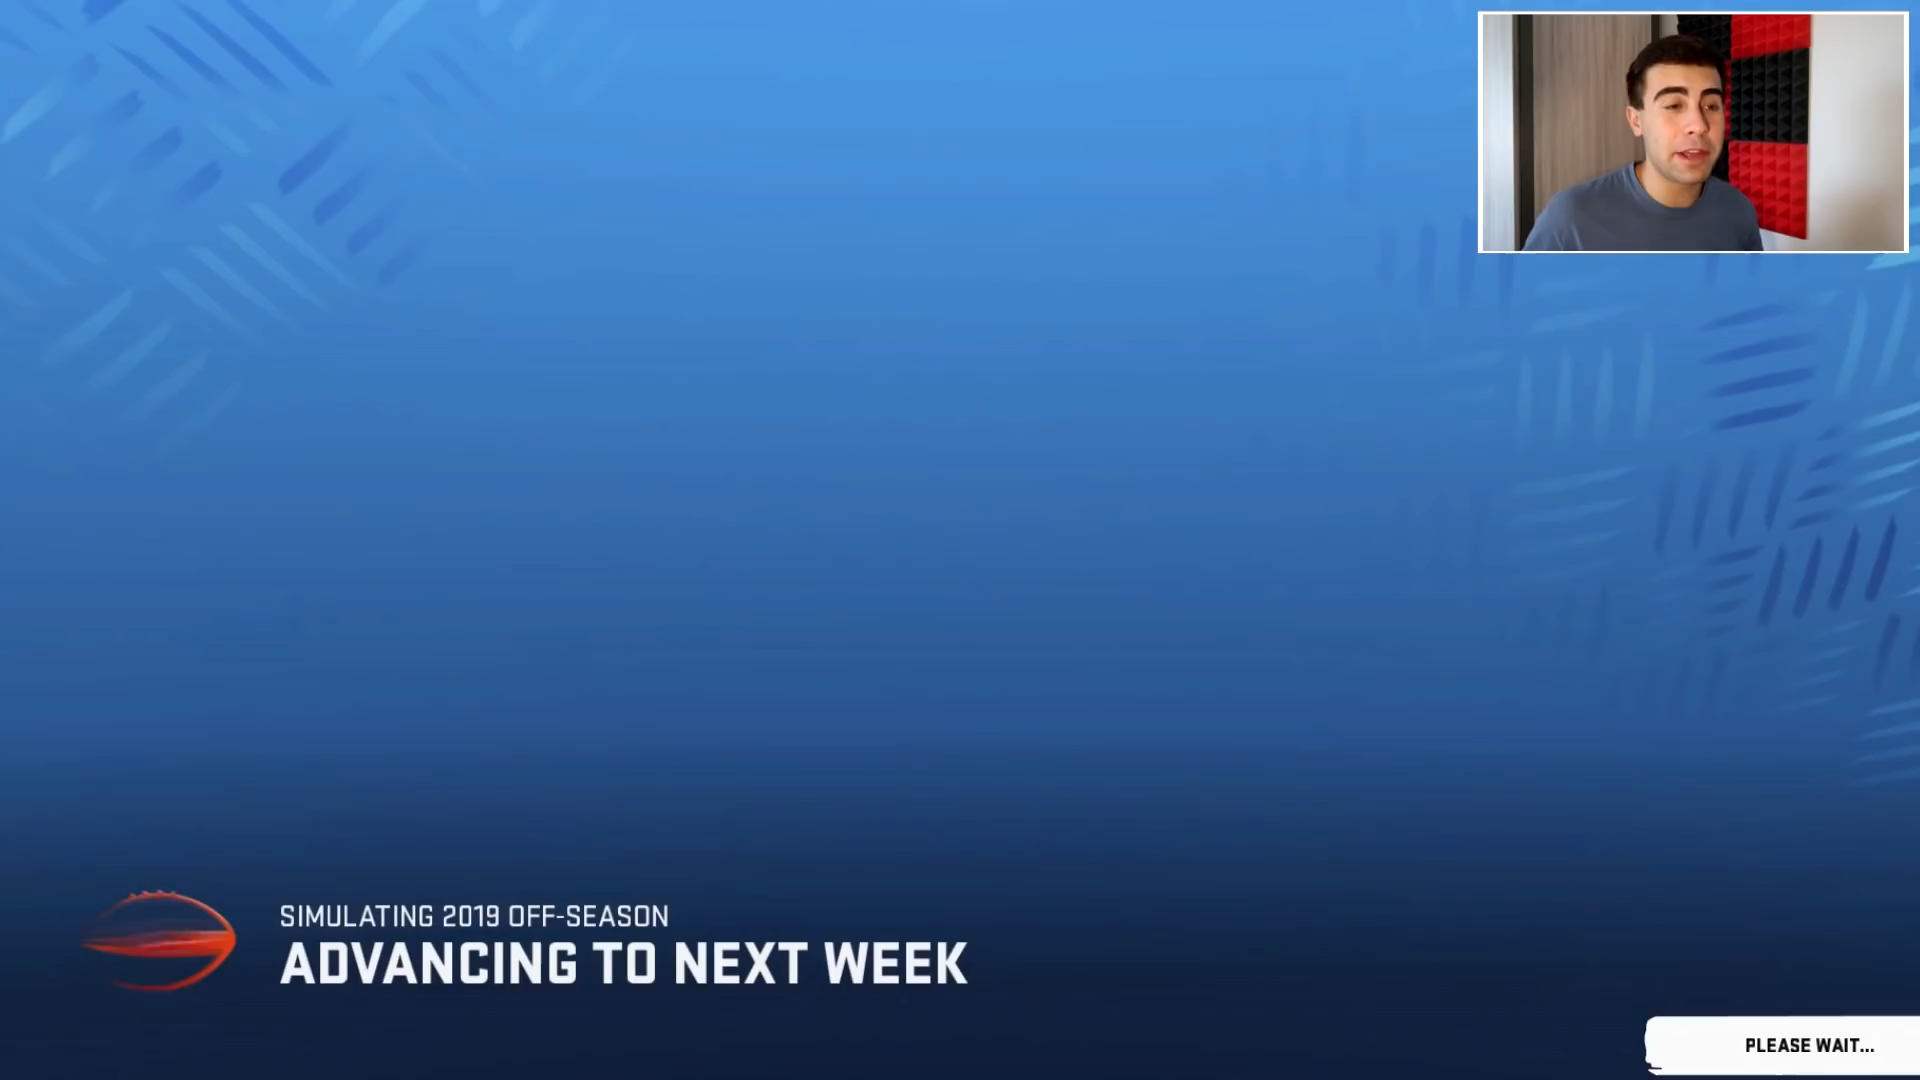 SIMULATING 2019 OFF-SEASON
ADVANCING TO NEXT WEEK
PLEASE WAIT...